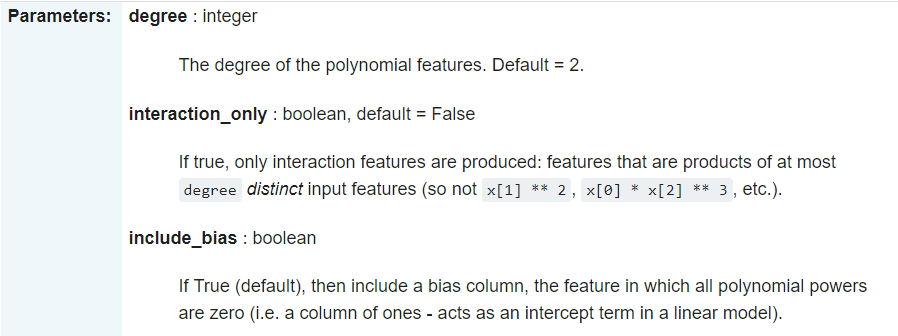 Parameters: degree : integer
The degree of the polynomial features. Default = 2.
interaction_only : boolean, default = False
If true, only interaction features are produced: features that are products of at most
degree distinct input features (so not x[1] ** 2, x[0] * x[2] ** 3, etc.).
include_bias : boolean
If True (default), then include a bias column, the feature in which all polynomial powers
are zero (i.e. a column of ones - acts as an intercept term in a linear model).